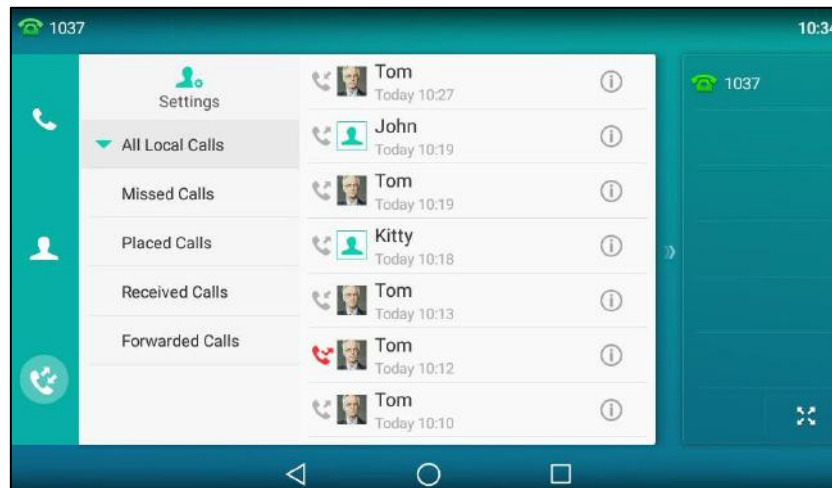 1037
10:34
Settings
All Local Calls
Missed Calls
Placed Calls
Received Calls
Forwarded Calls
Tom
Today 10:27
John
Today 10:19
Tom
Today 10:19
Kitty
Today 10:18
Tom
Today 10:13
Tom
Today 10:12
Tom
Today 10:10
1037